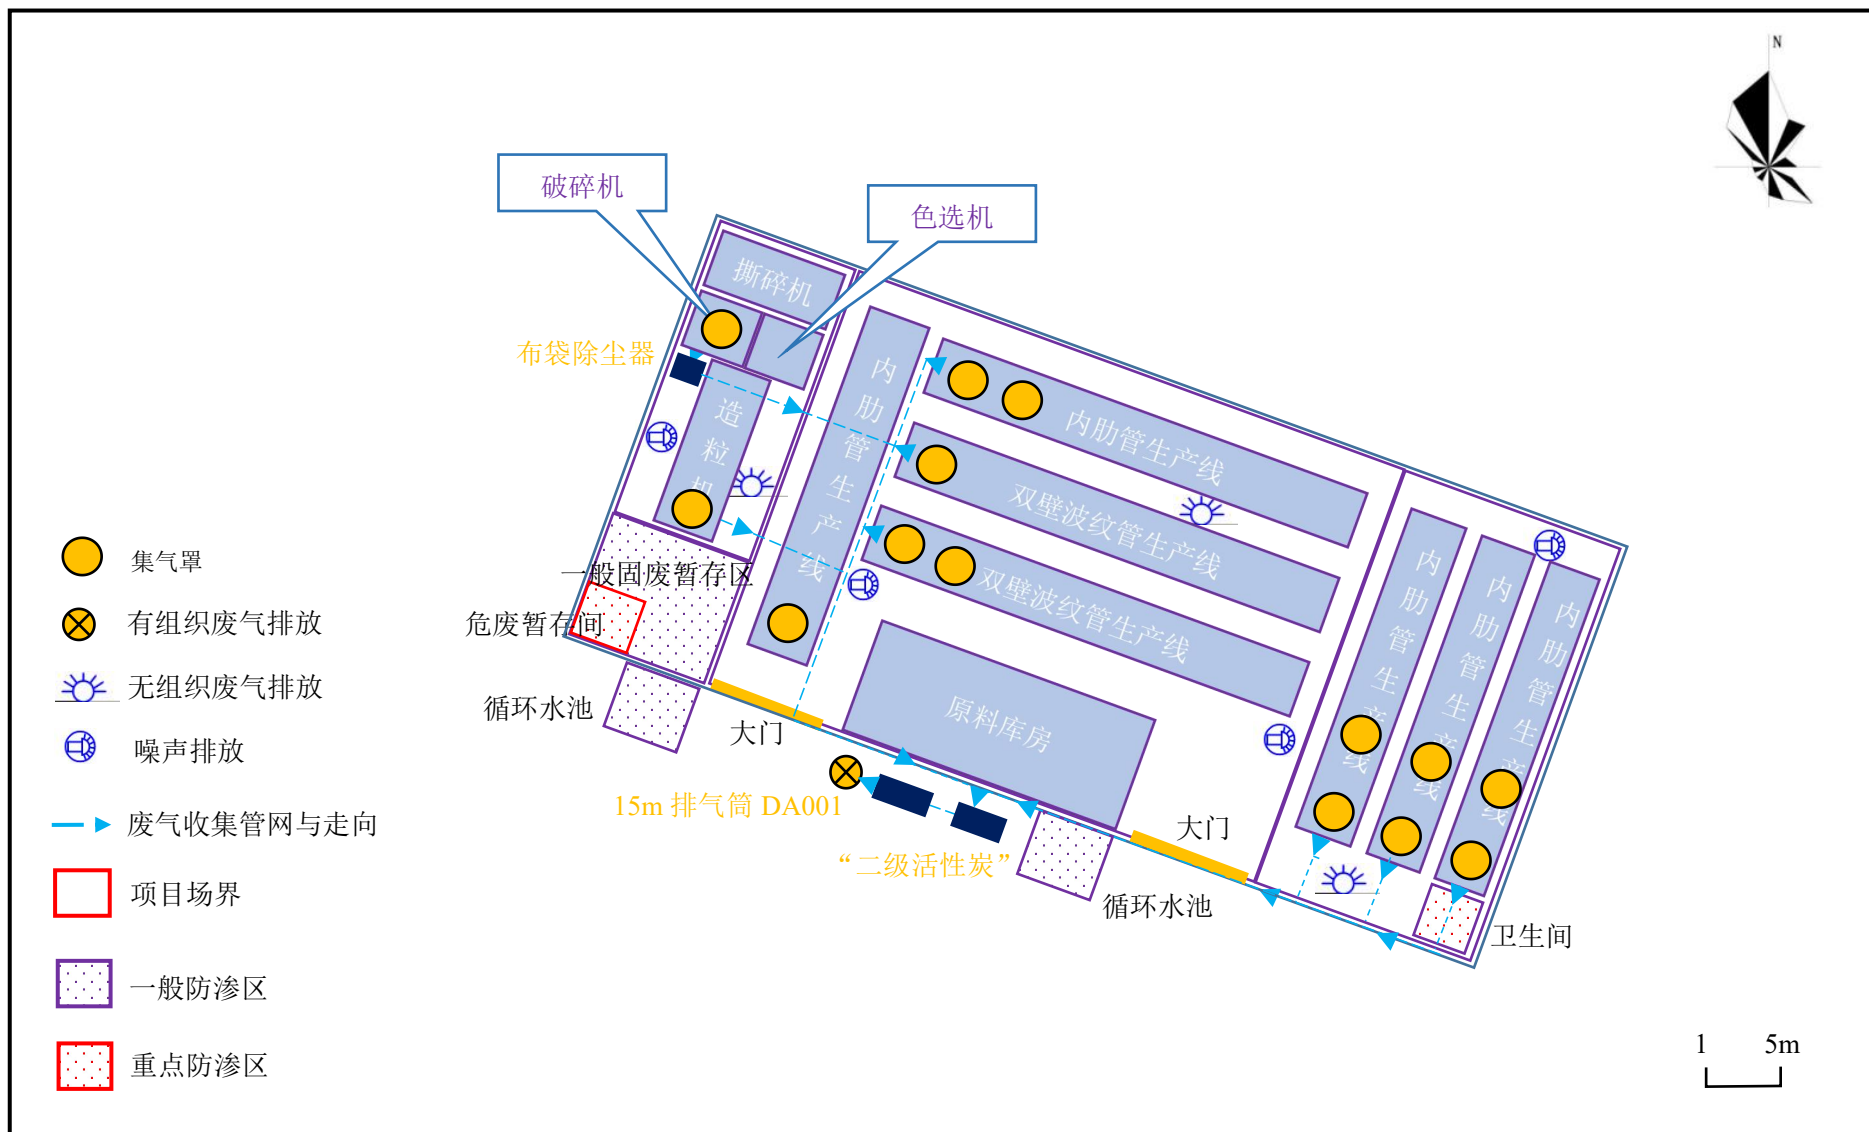 N
破碎机
色选机
撕碎机
布袋除尘器
造粒机
内肋管生产线
内肋管生产线
双壁波纹管生产线
双壁波纹管生产线
内肋管生产线
内肋管生产线
内肋管生产线
一般固废暂存区
危废暂存间
循环水池
大门
原料库房
15m 排气筒 DA001
“二级活性炭”
大门
循环水池
卫生间
集气罩
有组织废气排放
无组织废气排放
噪声排放
废气收集管网与走向
项目场界
一般防渗区
重点防渗区
1 5m